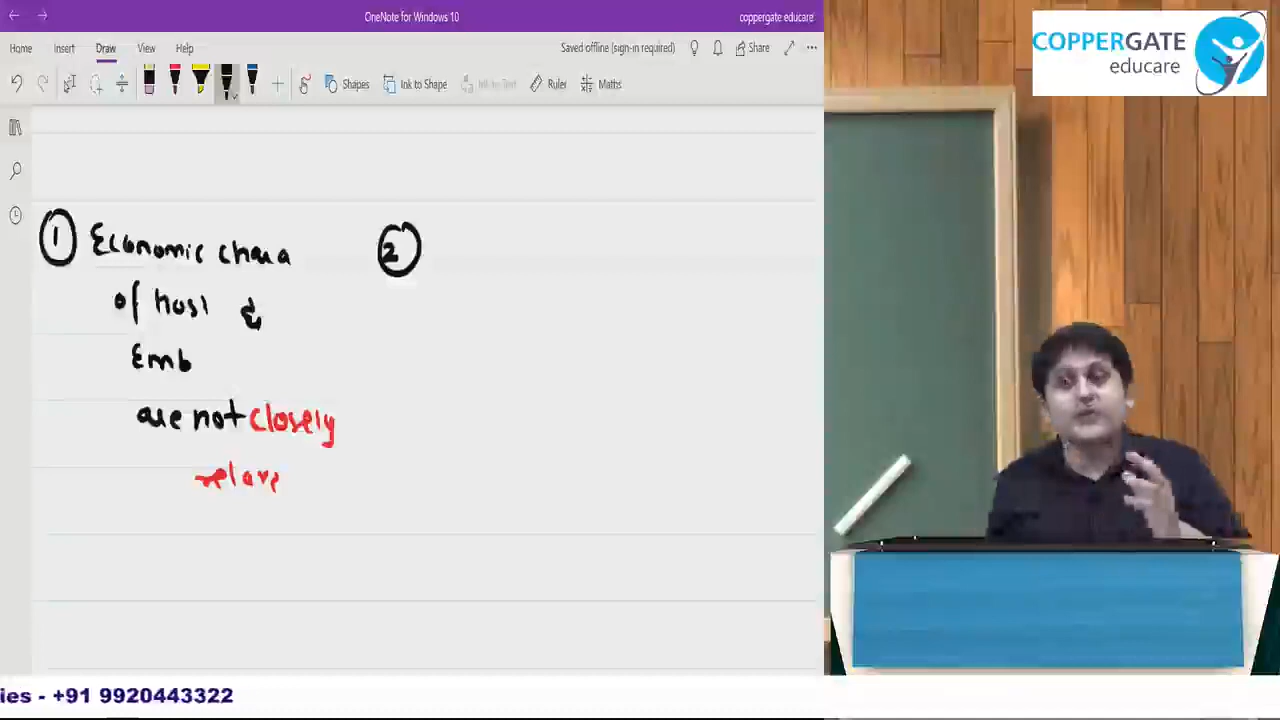 OneNote for Windows 10
coppergate educare
Home Insert Draw View Help
Saved offline (sign-in required)
Share
Shapes
Ink to Shape
Ink to Text
Ruler
Maths
COPPERGATE
educare
1 Economic chara
of host &
Emb
are not closely
relate
2
ies - +91 9920443322